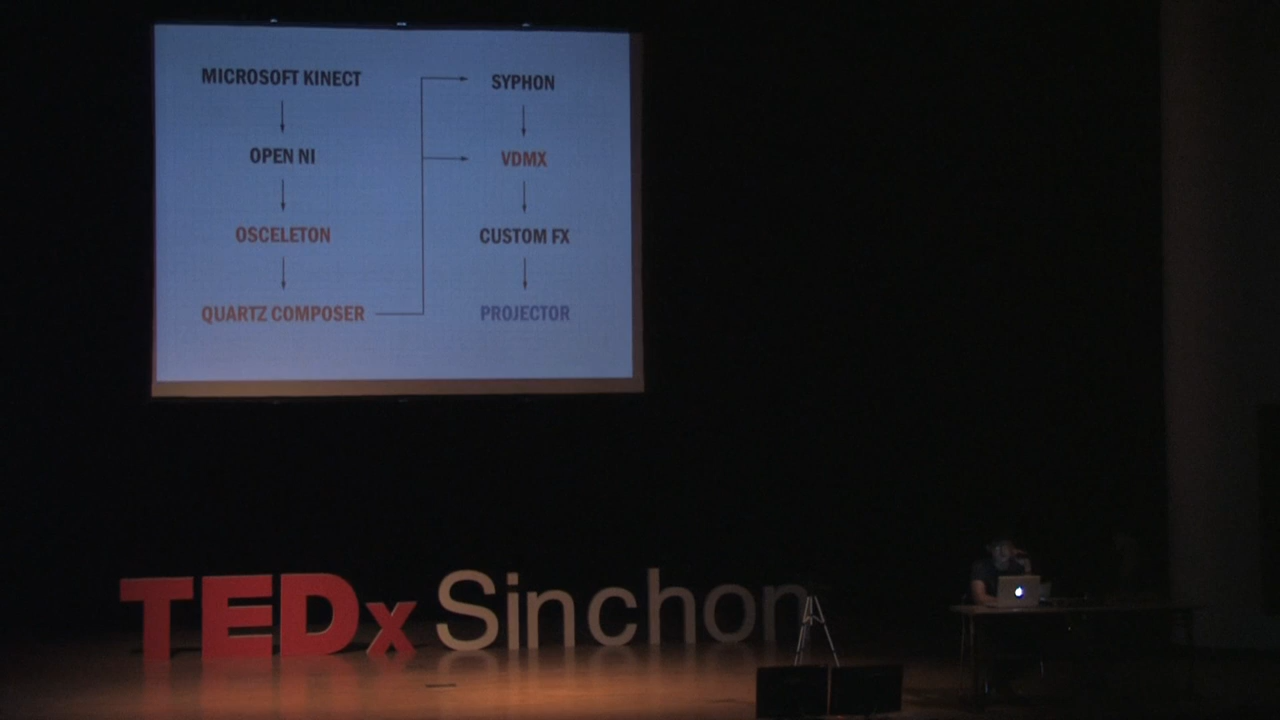 MICROSOFT KINECT
OPEN NI
OSCELETON
QUARTZ COMPOSER
SYPHON
VDMX
CUSTOM FX
PROJECTOR
TEDx Sinchon